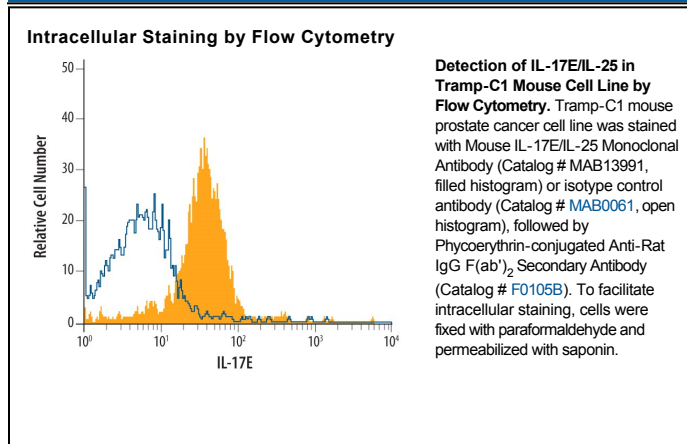 Intracellular Staining by Flow Cytometry
50
40
30
20
10
0
Relative Cell Number
10⁰ 10¹ 10² 10³ 10⁴
IL-17E
Detection of IL-17E/IL-25 in
Tramp-C1 Mouse Cell Line by
Flow Cytometry. Tramp-C1 mouse
prostate cancer cell line was stained
with Mouse IL-17E/IL-25 Monoclonal
Antibody (Catalog # MAB13991,
filled histogram) or isotype control
antibody (Catalog # MAB0061, open
histogram), followed by
Phycoerythrin-conjugated Anti-Rat
IgG F(ab')₂ Secondary Antibody
(Catalog # F0105B). To facilitate
intracellular staining, cells were
fixed with paraformaldehyde and
permeabilized with saponin.